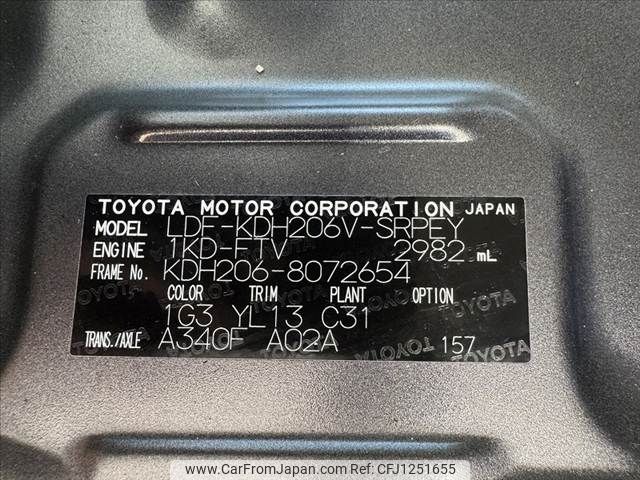 TOYOTA MOTOR CORPORATION JAPAN
MODEL LDF-KDH206V-SRPEY
ENGINE 1KD-FTV 2982 mL
FRAME No. KDH206-8072654
COLOR TRIM PLANT OPTION
1G3 YL13 C31
TRANS./AXLE A340F A02A 157
www.CarFromJapan.com © CarFromJapan - CFJ1251655